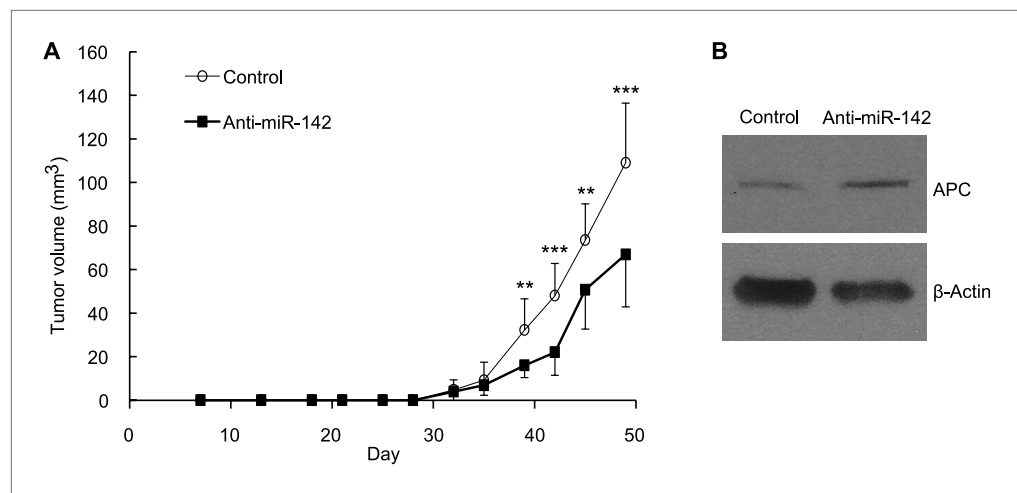 A
B
160
140
120
100
80
60
40
20
0
Tumor volume (mm³)
Control
Anti-miR-142
**
***
**
***
0
10
20
30
40
50
Day
Control
Anti-miR-142
APC
β-Actin